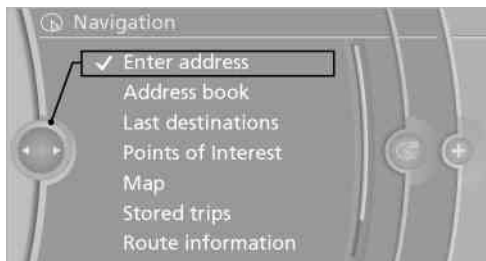 Navigation
Enter address
Address book
Last destinations
Points of Interest
Map
Stored trips
Route information